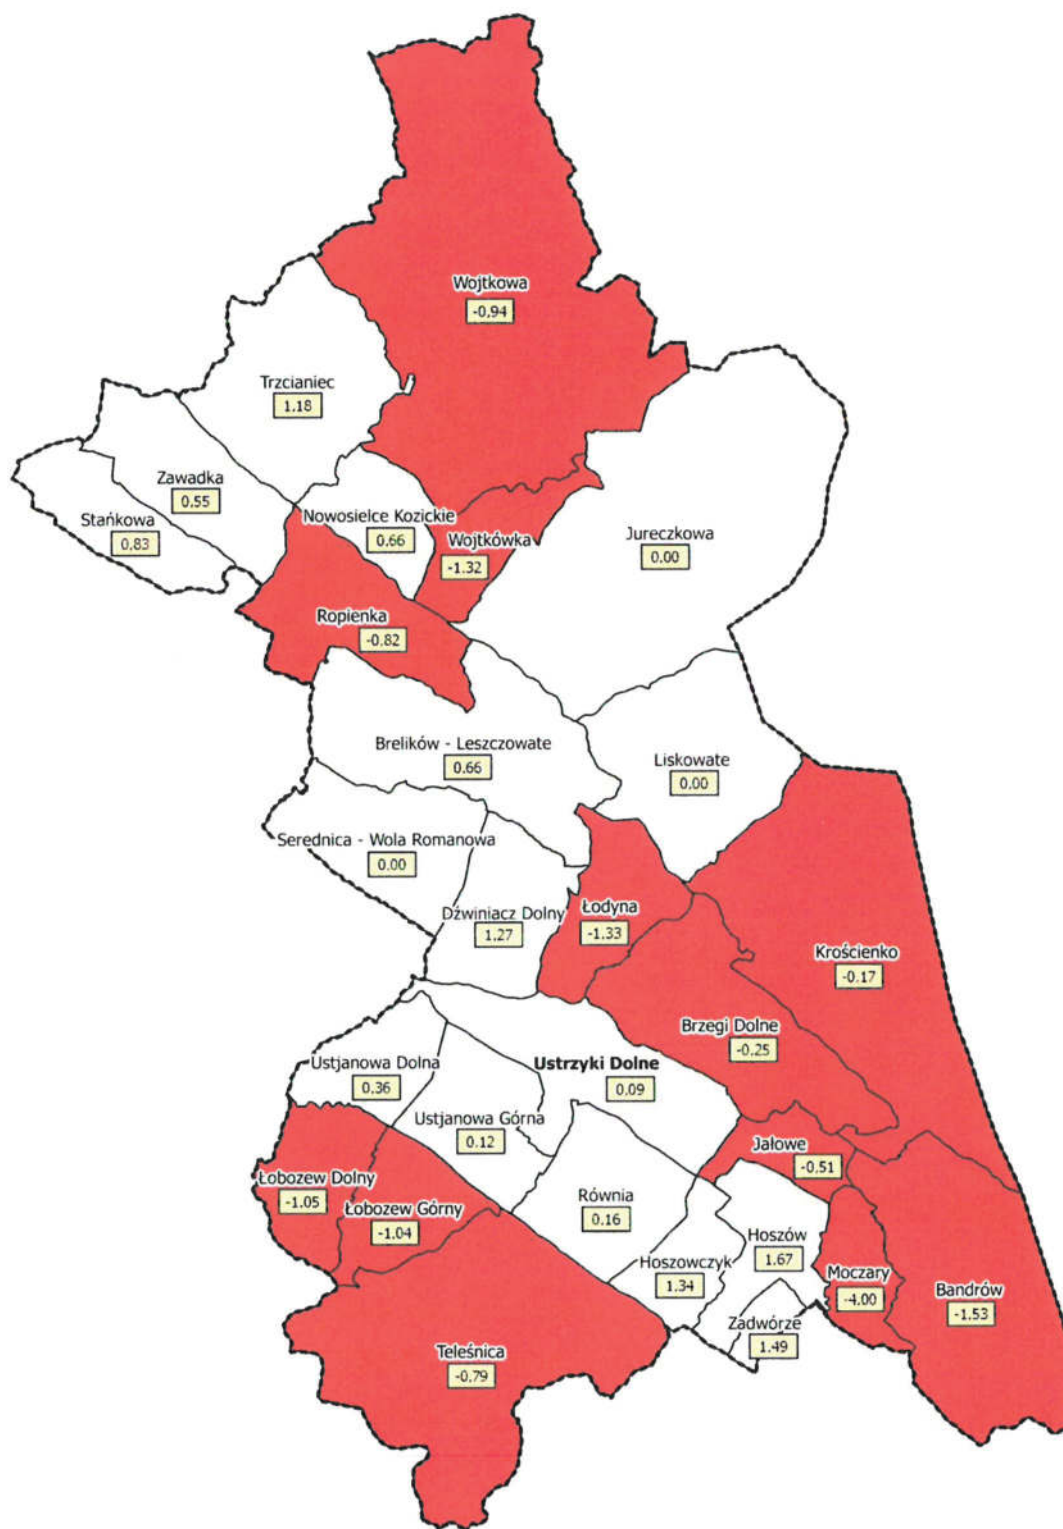 Wojtkowa
-0.94
Trzcianiec
1.18
Zawadka
0.55
Stańkowa
0.83
Nowosielce Kozickie
0.66
Wojtkówka
-1.32
Jureczkowa
0.00
Ropienka
-0.82
Brelików - Leszczowate
0.66
Liskowate
0.00
Serednica - Wola Romanowa
0.00
Dźwiniacz Dolny
1.27
Łodyna
-1.33
Krościenko
-0.17
Brzegi Dolne
-0.25
Ustjanowa Dolna
0.36
Ustrzyki Dolne
0.09
Ustjanowa Górna
0.12
Jałowe
-0.51
Łobozew Dolny
-1.05
Łobozew Górny
-1.04
Równia
0.16
Hoszów
1.67
Hoszowczyk
1.34
Moczary
-4.00
Bandrów
-1.53
Zadwórze
1.49
Teleśnica
-0.79